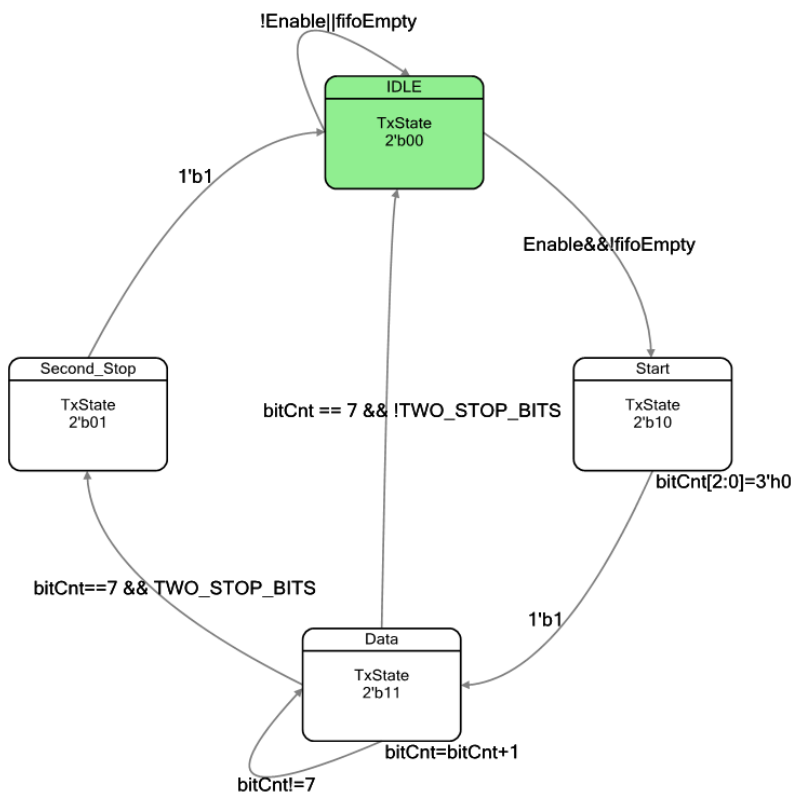 !Enable||fifoEmpty
IDLE
TxState
2'b00
1'b1
Enable&&!fifoEmpty
Second_Stop
TxState
2'b01
Start
TxState
2'b10
bitCnt == 7 && !TWO_STOP_BITS
bitCnt[2:0]=3'h0
bitCnt==7 && TWO_STOP_BITS
1'b1
Data
TxState
2'b11
bitCnt=bitCnt+1
bitCnt!=7